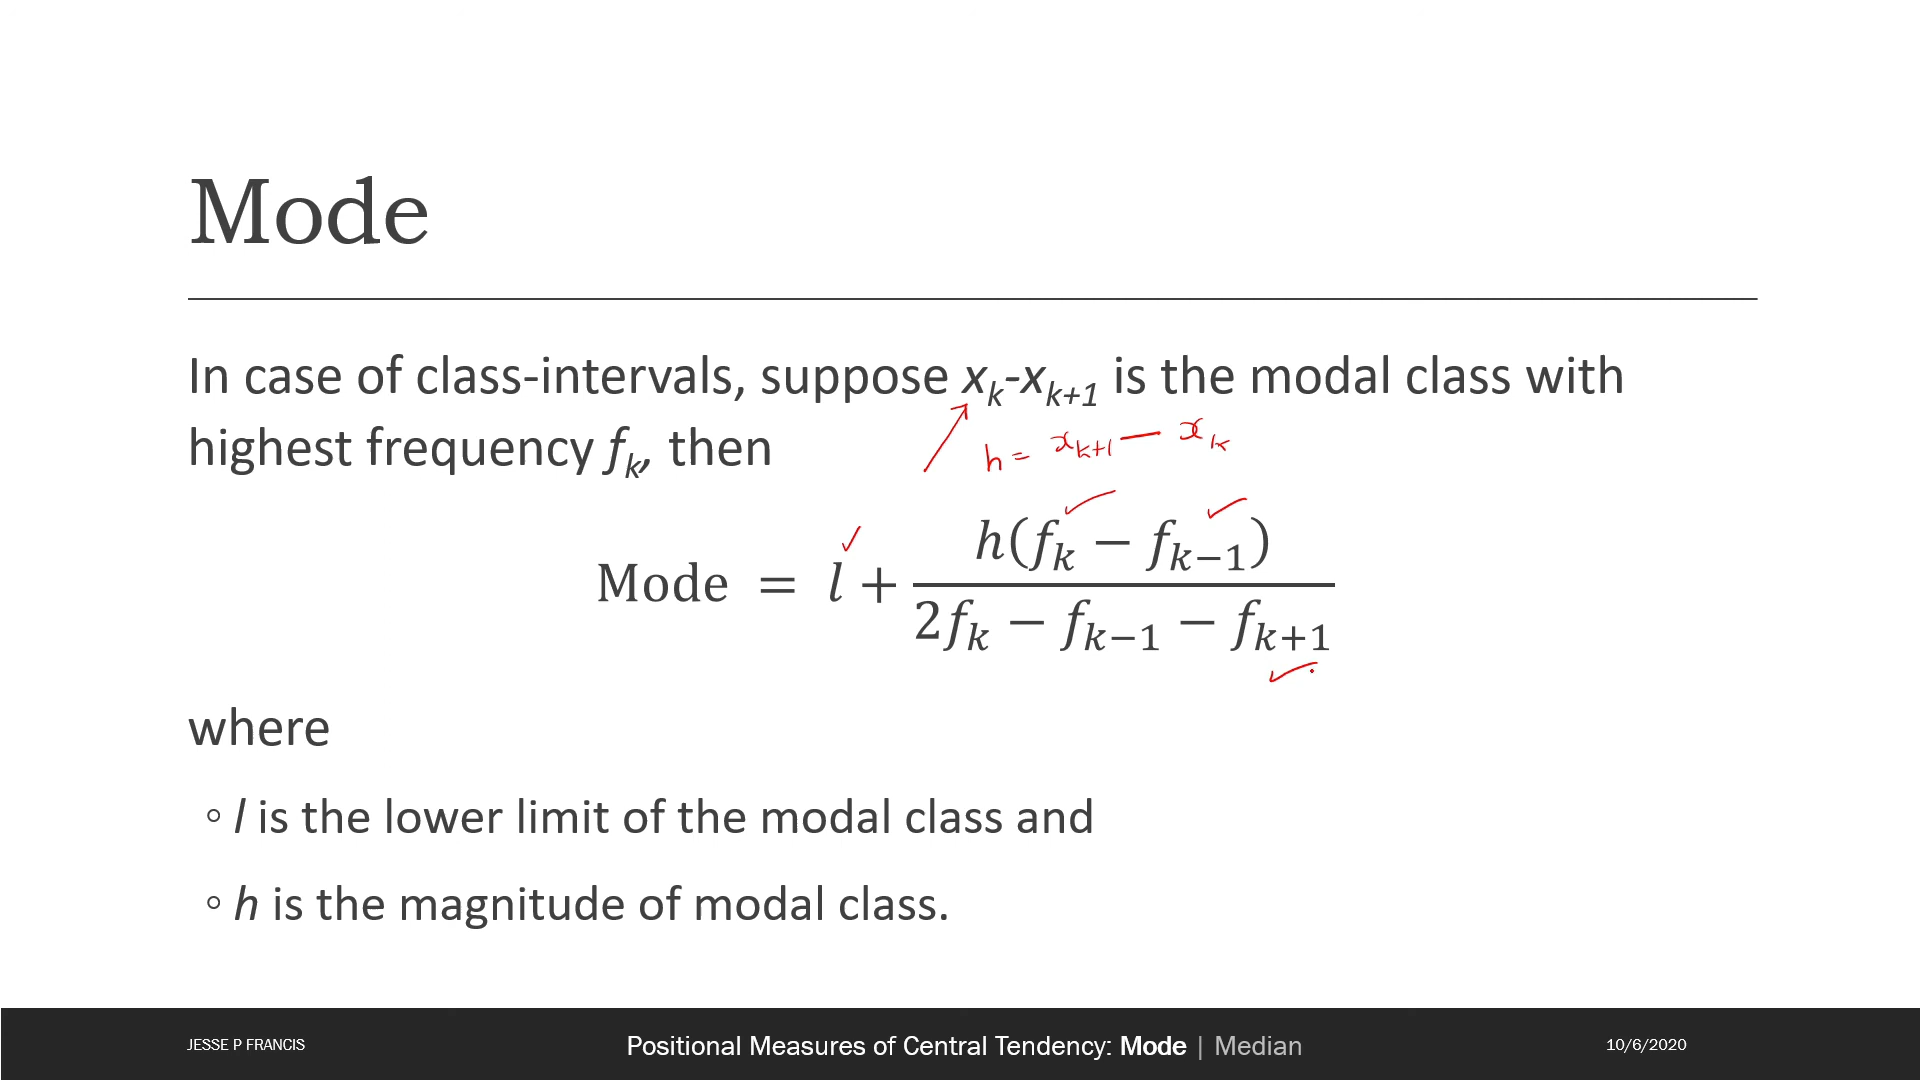 Mode
In case of class-intervals, suppose xₖ-xₖ₊₁ is the modal class with
highest frequency fₖ, then
h = xₖ₊₁ − xₖ
Mode = l + h(fₖ − fₖ₋₁) / 2fₖ − fₖ₋₁ − fₖ₊₁
where
◦ l is the lower limit of the modal class and
◦ h is the magnitude of modal class.
JESSE P FRANCIS
Positional Measures of Central Tendency: Mode | Median
10/6/2020